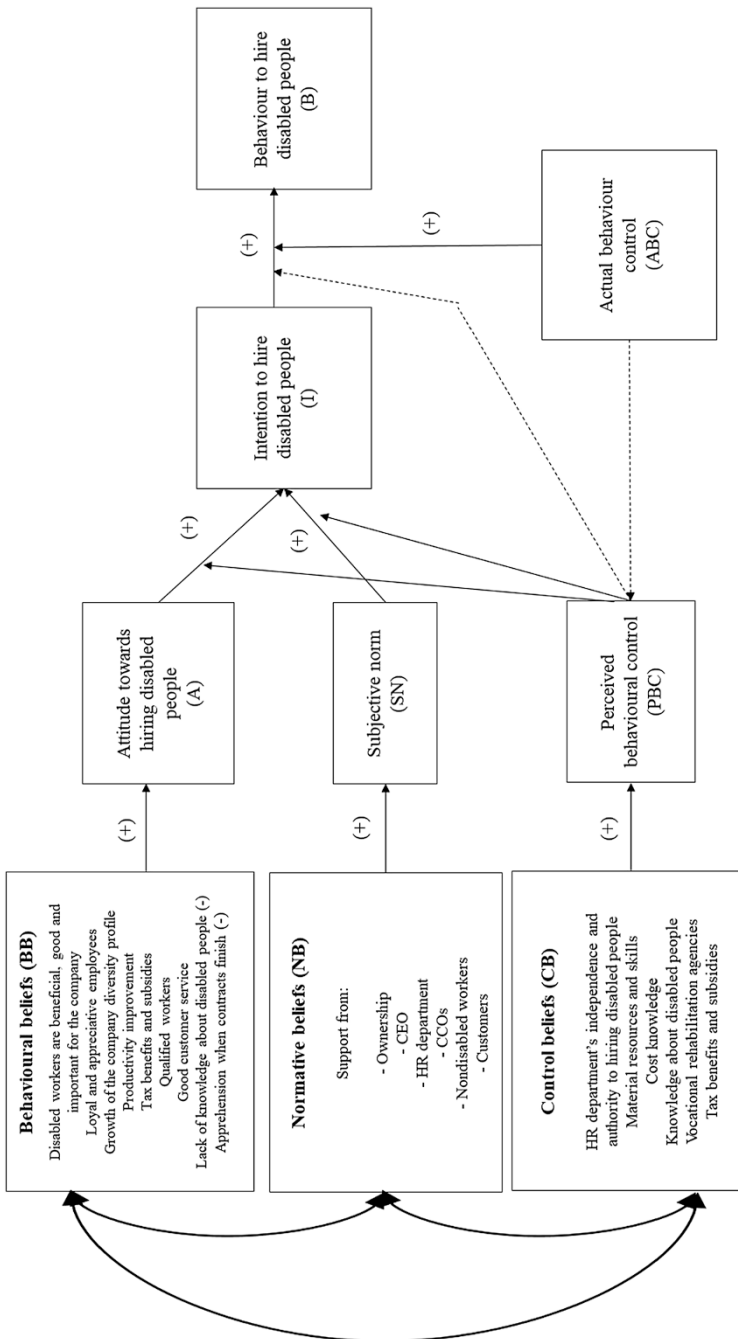 Behavioural beliefs (BB)
Disabled workers are beneficial, good and
important for the company
Loyal and appreciative employees
Growth of the company diversity profile
Productivity improvement
Tax benefits and subsidies
Qualified workers
Good customer service
Lack of knowledge about disabled people (-)
Apprehension when contracts finish (-)
(+)
Attitude towards
hiring disabled
people
(A)
(+)
Normative beliefs (NB)
Support from:
- Ownership
- CEO
- HR department
- CCOs
- Nondisabled workers
- Customers
(+)
Subjective norm
(SN)
(+)
Control beliefs (CB)
HR department's independence and
authority to hiring disabled people
Material resources and skills
Cost knowledge
Knowledge about disabled people
Vocational rehabilitation agencies
Tax benefits and subsidies
(+)
Perceived
behavioural control
(PBC)
Intention to hire
disabled people
(I)
(+)
Behaviour to hire
disabled people
(B)
(+)
Actual behaviour
control
(ABC)